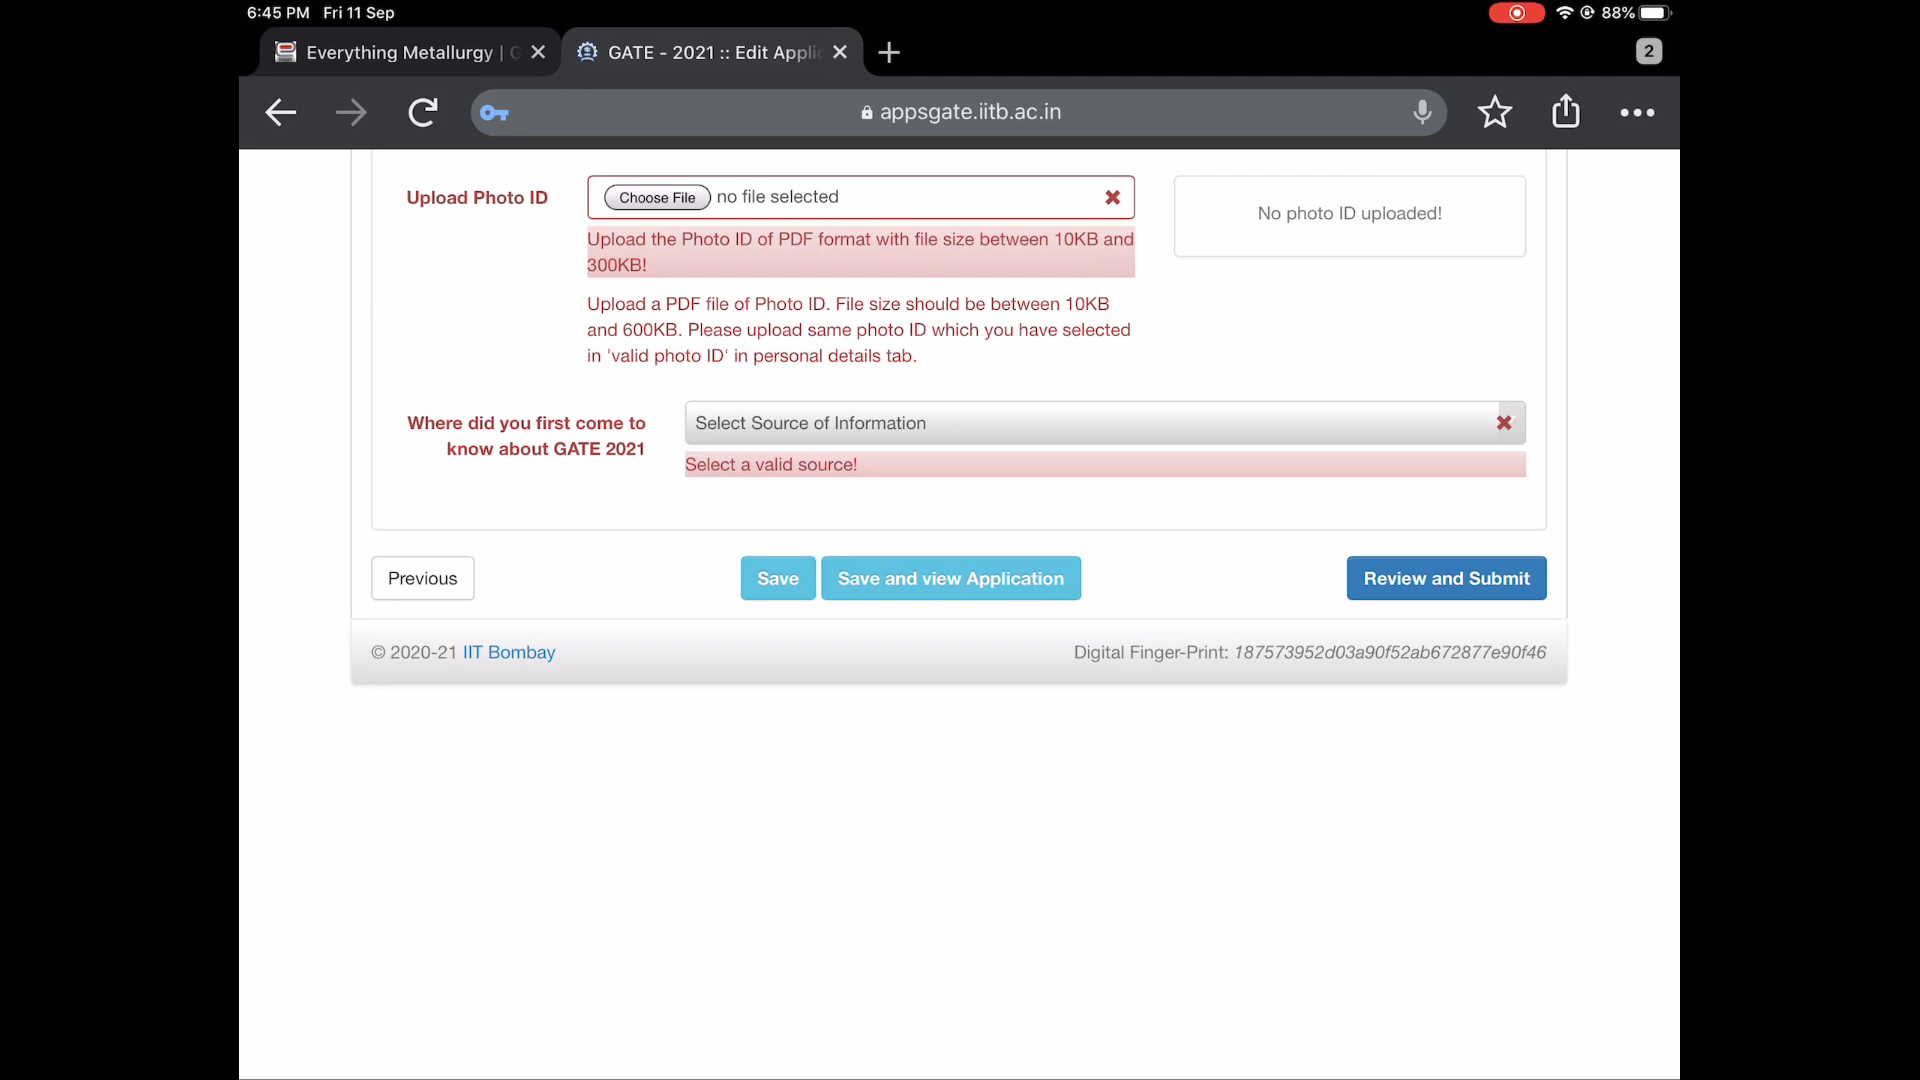 6:45 PM Fri 11 Sep
88%
Everything Metallurgy | G
GATE - 2021 :: Edit Applic
2
appsgate.iitb.ac.in
Upload Photo ID
Choose File no file selected
No photo ID uploaded!
Upload the Photo ID of PDF format with file size between 10KB and
300KB!
Upload a PDF file of Photo ID. File size should be between 10KB
and 600KB. Please upload same photo ID which you have selected
in 'valid photo ID' in personal details tab.
Where did you first come to
know about GATE 2021
Select Source of Information
Select a valid source!
Previous
Save
Save and view Application
Review and Submit
© 2020-21 IIT Bombay
Digital Finger-Print: 187573952d03a90f52ab672877e90f46